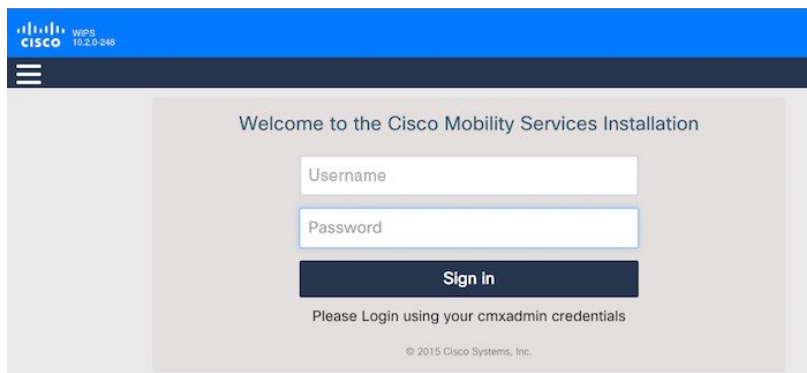 CISCO
WIPS
10.2.0-248
Welcome to the Cisco Mobility Services Installation
Username
Password
Sign in
Please Login using your cmxadmin credentials
© 2015 Cisco Systems, Inc.